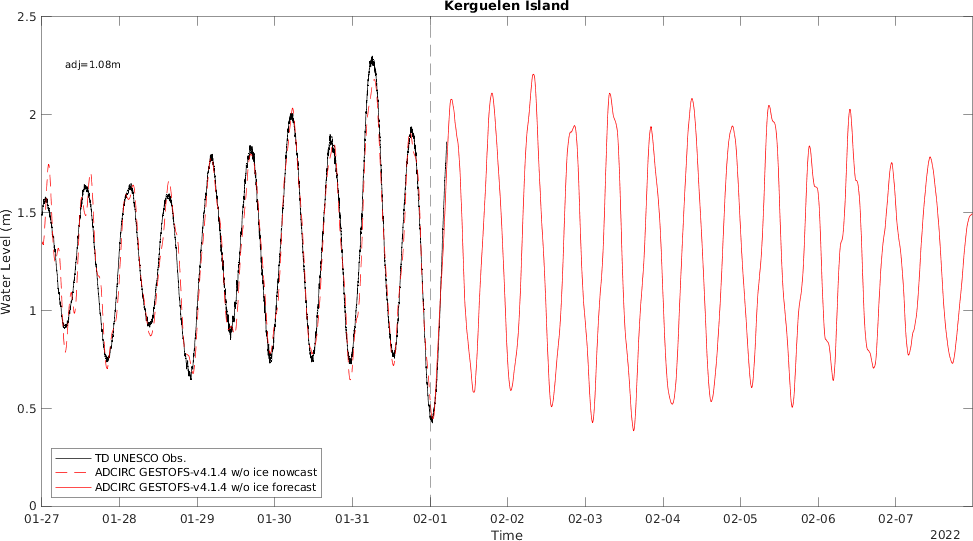 Kerguelen Island
2.5
adj=1.08m
2
1.5
Water Level (m)
1
0.5
TD UNESCO Obs.
ADCIRC GESTOFS-v4.1.4 w/o ice nowcast
ADCIRC GESTOFS-v4.1.4 w/o ice forecast
0
01-27 01-28 01-29 01-30 01-31 02-01 02-02 02-03 02-04 02-05 02-06 02-07
Time
2022